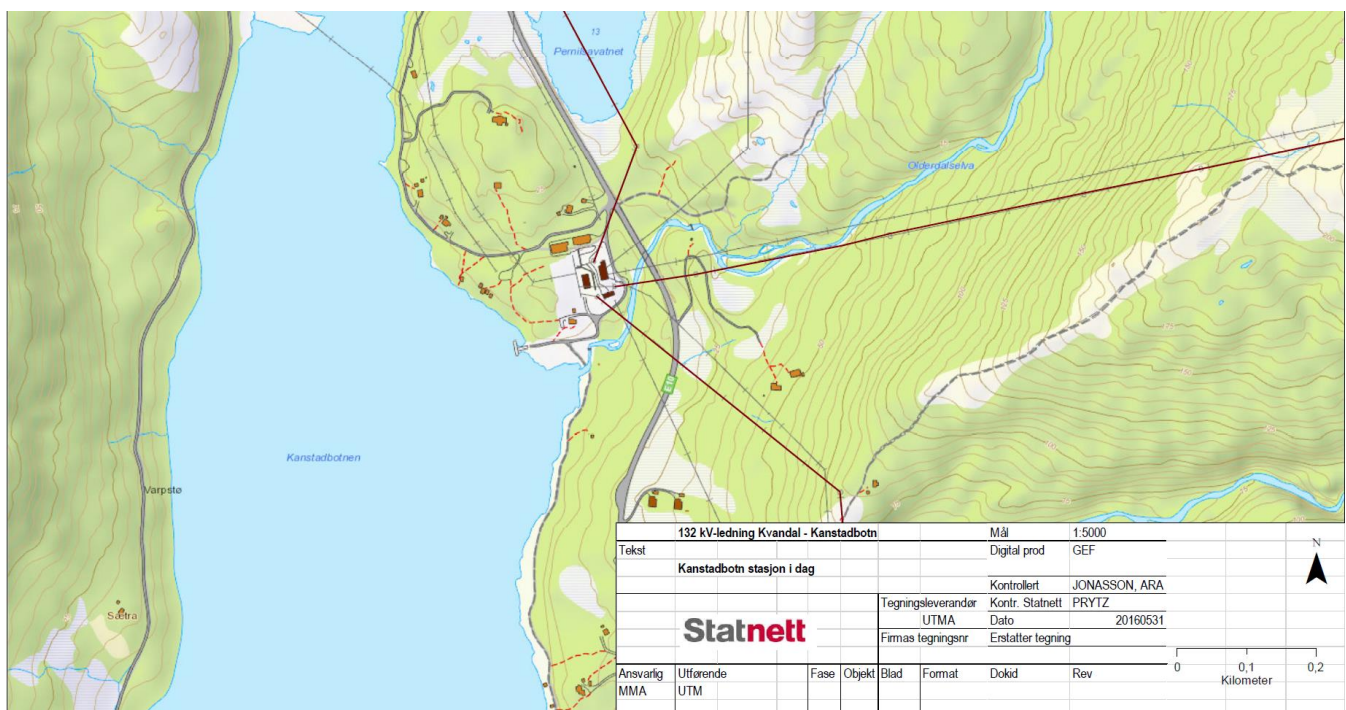 13
Pernillavatnet
Olderdalselva
E10
Kanstadbotnen
Varpstø
Sætra
132 kV-ledning Kvandal - Kanstadbotn
Mål
1:5000
Tekst
Digital prod
GEF
Kanstadbotn stasjon i dag
Kontrollert
JONASSON, ARA
Tegningsleverandør
Kontr. Statnett
PRYTZ
UTMA
Dato
20160531
Statnett
Firmas tegningsnr
Erstatter tegning
Ansvarlig
Utførende
Fase
Objekt
Blad
Format
Dokid
Rev
MMA
UTM
N
0
0,1
0,2
Kilometer